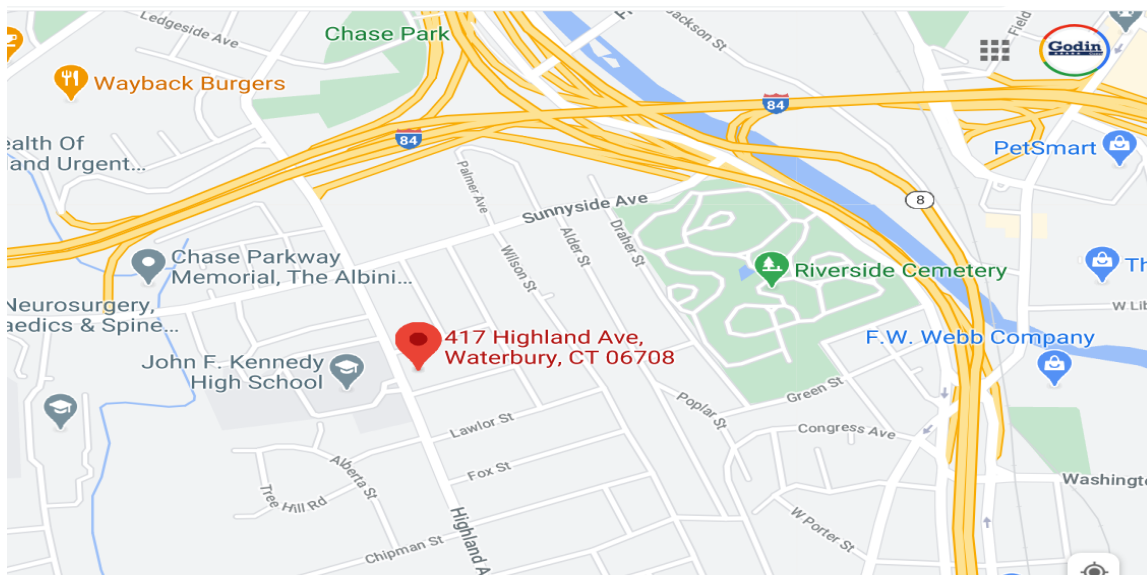 Ledgeside Ave
Chase Park
Jackson St
Field
Godin
Wayback Burgers
84
84
ealth Of
and Urgent...
PetSmart
Palmer Ave
Sunnyside Ave
8
Wilson St
Alder St
Draher St
Chase Parkway
Memorial, The Albini...
Riverside Cemetery
Th
Neurosurgery,
aedics & Spine...
W Lib
417 Highland Ave,
Waterbury, CT 06708
F.W. Webb Company
John F. Kennedy
High School
Green St
Poplar St
Lawlor St
Congress Ave
Alberta St
Fox St
Tree Hill Rd
Washingt
Highland A
W Porter St
Chipman St